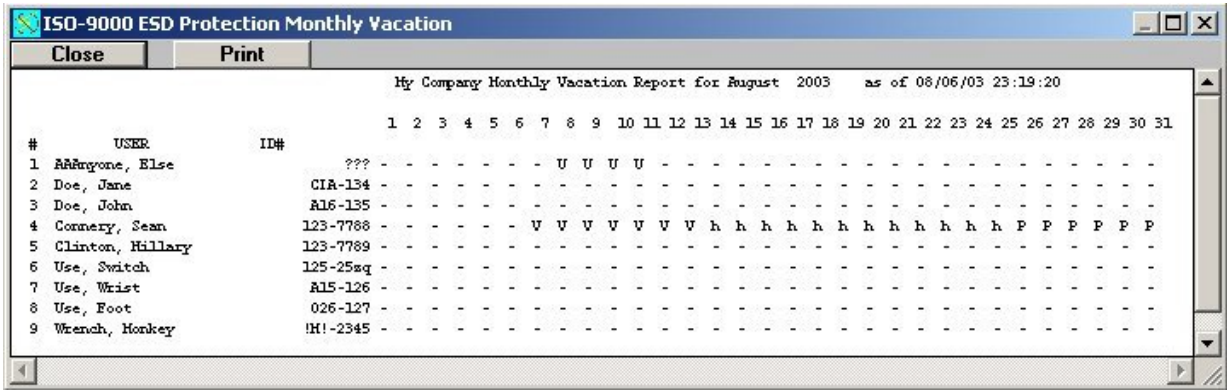 ISO-9000 ESD Protection Monthly Vacation
Close Print
My Company Monthly Vacation Report for August 2003 as of 08/06/03 23:19:20
1 2 3 4 5 6 7 8 9 10 11 12 13 14 15 16 17 18 19 20 21 22 23 24 25 26 27 28 29 30 31
# USER ID#
1 AAAnyone, Else ??? - - - - - - - V V V V - - - - - - - - - - - - - - - - - - - -
2 Doe, Jane CIA-134 - - - - - - - - - - - - - - - - - - - - - - - - - - - - - - -
3 Doe, John A16-135 - - - - - - - - - - - - - - - - - - - - - - - - - - - - - - -
4 Connery, Sean 123-7788 - - - - - - V V V V V V V h h h h h h h h h h h h P P P P P P
5 Clinton, Hillary 123-7789 - - - - - - - - - - - - - - - - - - - - - - - - - - - - - - -
6 Use, Switch 125-25sq - - - - - - - - - - - - - - - - - - - - - - - - - - - - - - -
7 Use, Wrist A15-126 - - - - - - - - - - - - - - - - - - - - - - - - - - - - - - -
8 Use, Foot 026-127 - - - - - - - - - - - - - - - - - - - - - - - - - - - - - - -
9 Wrench, Monkey !M!-2345 - - - - - - - - - - - - - - - - - - - - - - - - - - - - - - -